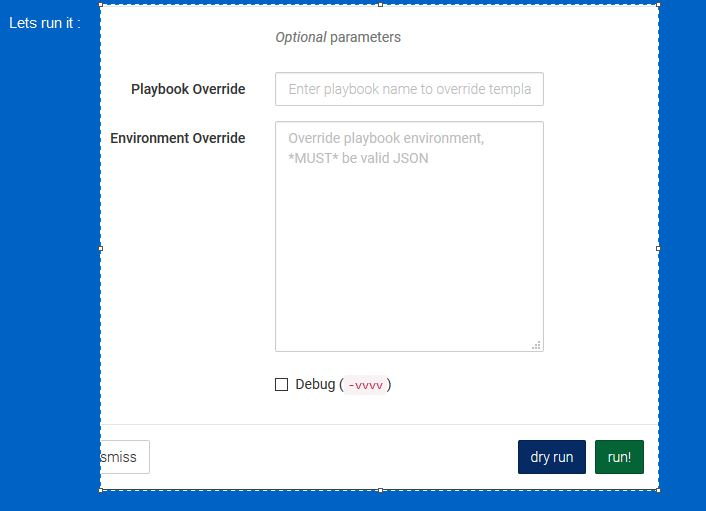 Lets run it :
Optional parameters
Playbook Override
Enter playbook name to override templa
Environment Override
Override playbook environment,
*MUST* be valid JSON
Debug (-vvvv)
smiss
dry run
run!